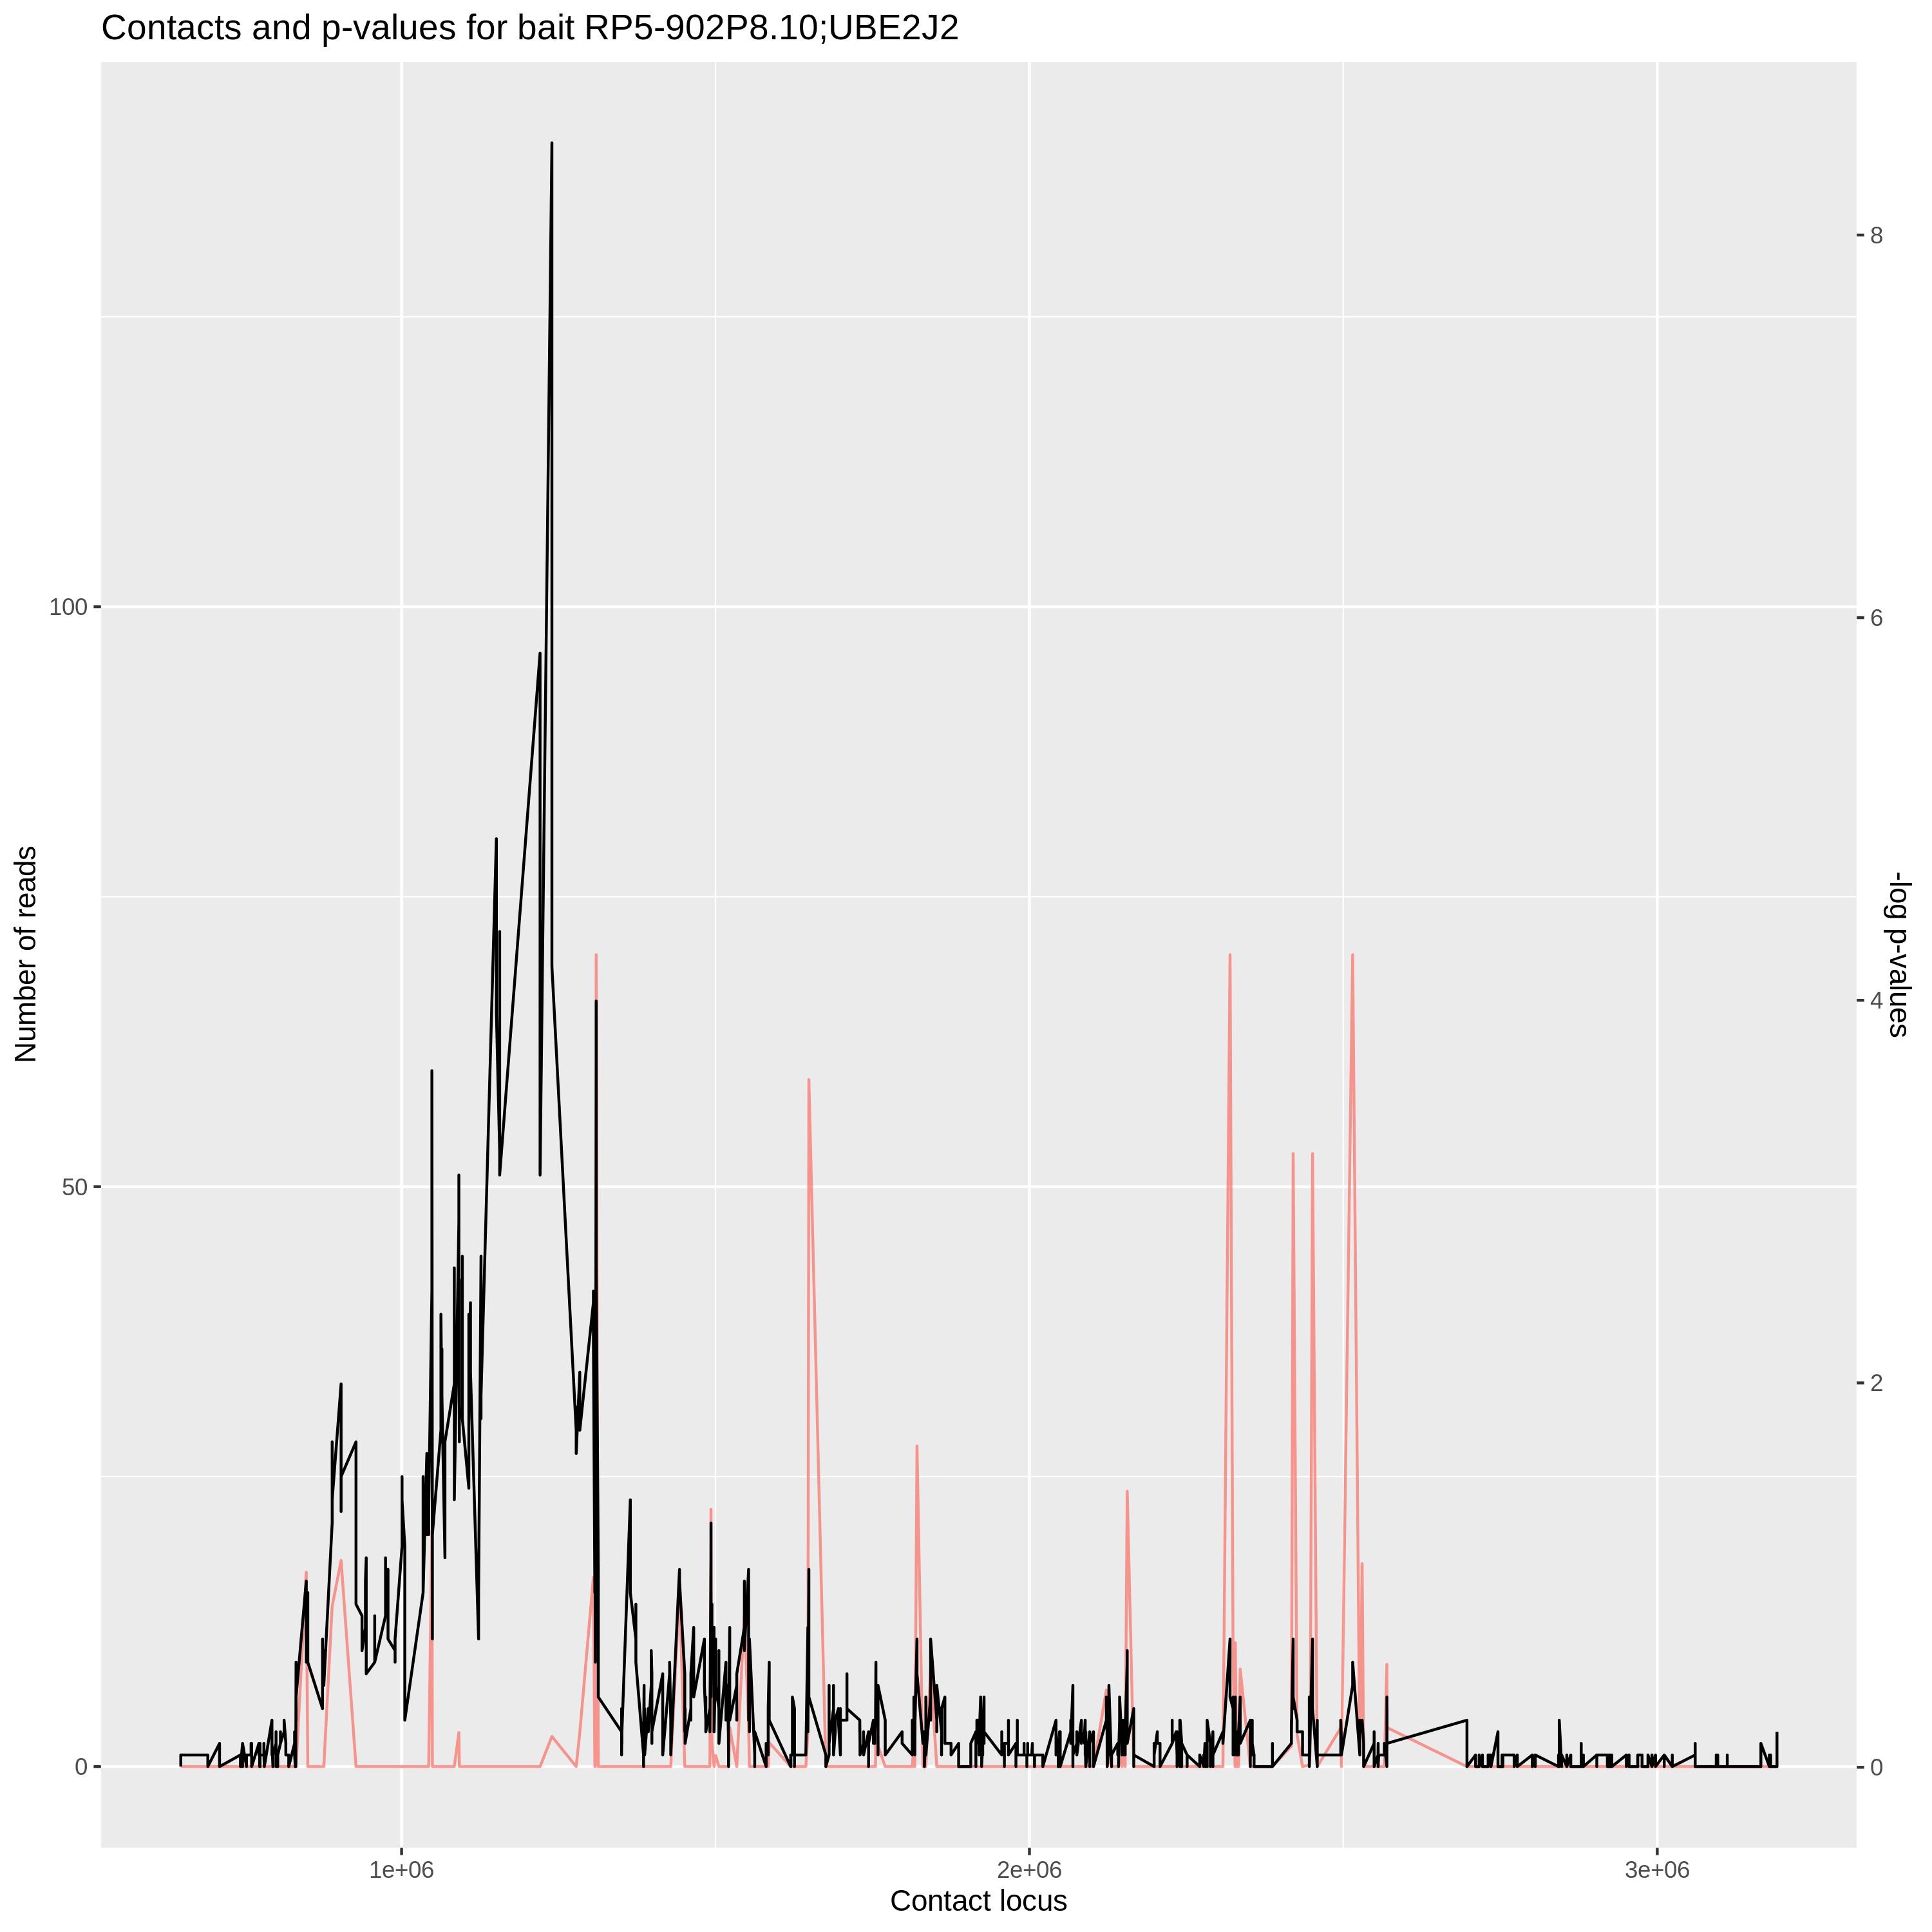 Contacts and p-values for bait RP5-902P8.10;UBE2J2
Number of reads
100
50
0
8
6
4
2
0
-log p-values
1e+06
2e+06
3e+06
Contact locus